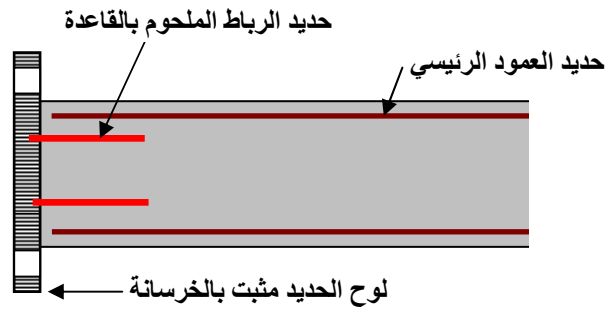 حديد الرباط الملحوم بالقاعدة
حديد العمود الرئيسي
لوح الحديد مثبت بالخرسانة